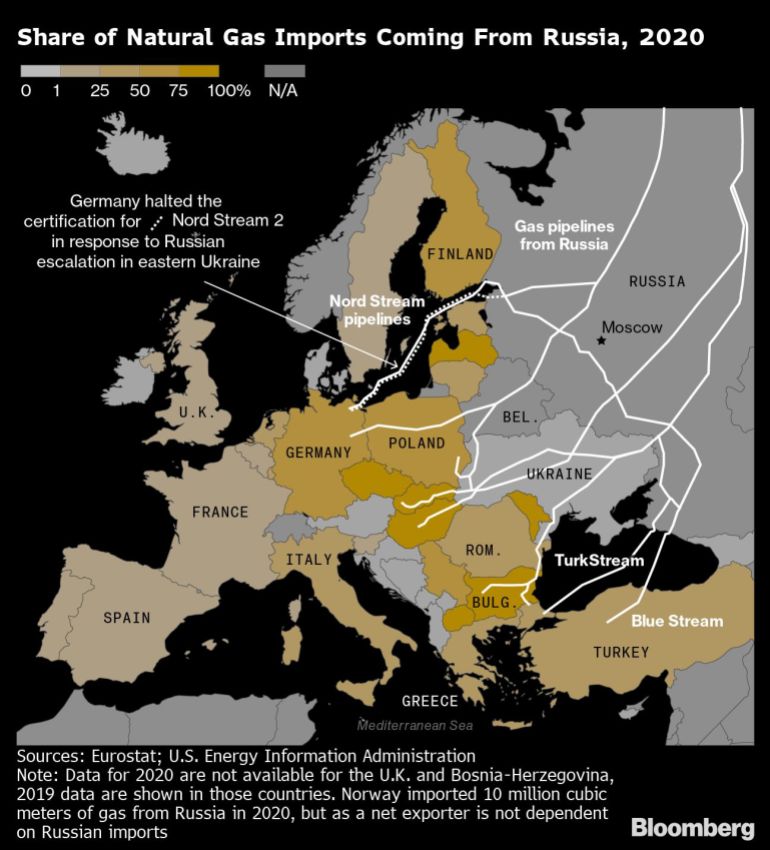 Share of Natural Gas Imports Coming From Russia, 2020
0 1 25 50 75 100% N/A
Germany halted the
certification for Nord Stream 2
in response to Russian
escalation in eastern Ukraine
Gas pipelines
from Russia
FINLAND
RUSSIA
Nord Stream
pipelines
Moscow
U.K.
BEL.
GERMANY
POLAND
UKRAINE
FRANCE
ITALY
ROM.
TurkStream
SPAIN
BULG.
Blue Stream
TURKEY
GREECE
Mediterranean Sea
Sources: Eurostat; U.S. Energy Information Administration
Note: Data for 2020 are not available for the U.K. and Bosnia-Herzegovina,
2019 data are shown in those countries. Norway imported 10 million cubic
meters of gas from Russia in 2020, but as a net exporter is not dependent
on Russian imports
Bloomberg